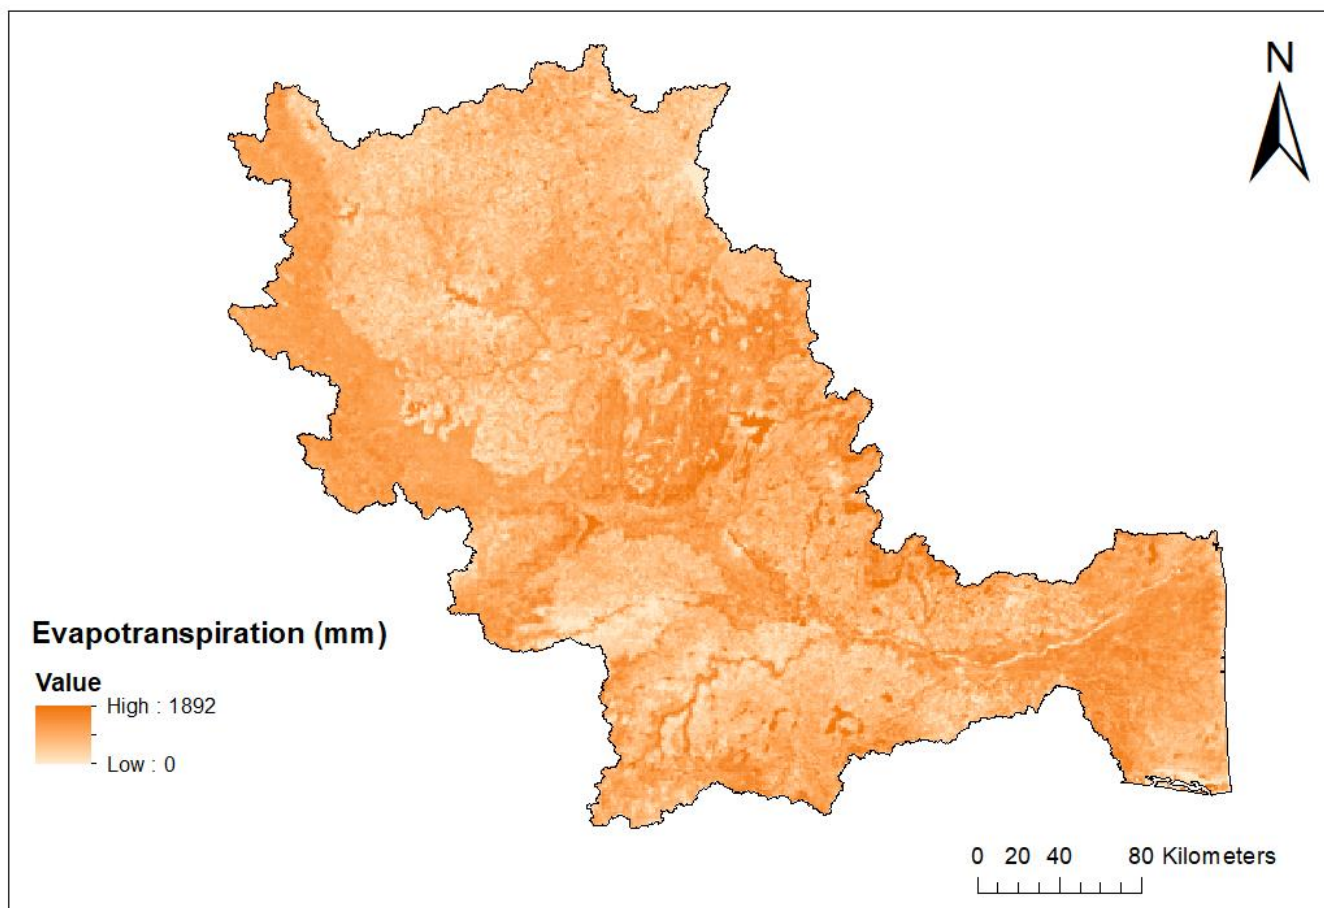 N
Evapotranspiration (mm)
Value
High : 1892
Low : 0
0 20 40 80 Kilometers